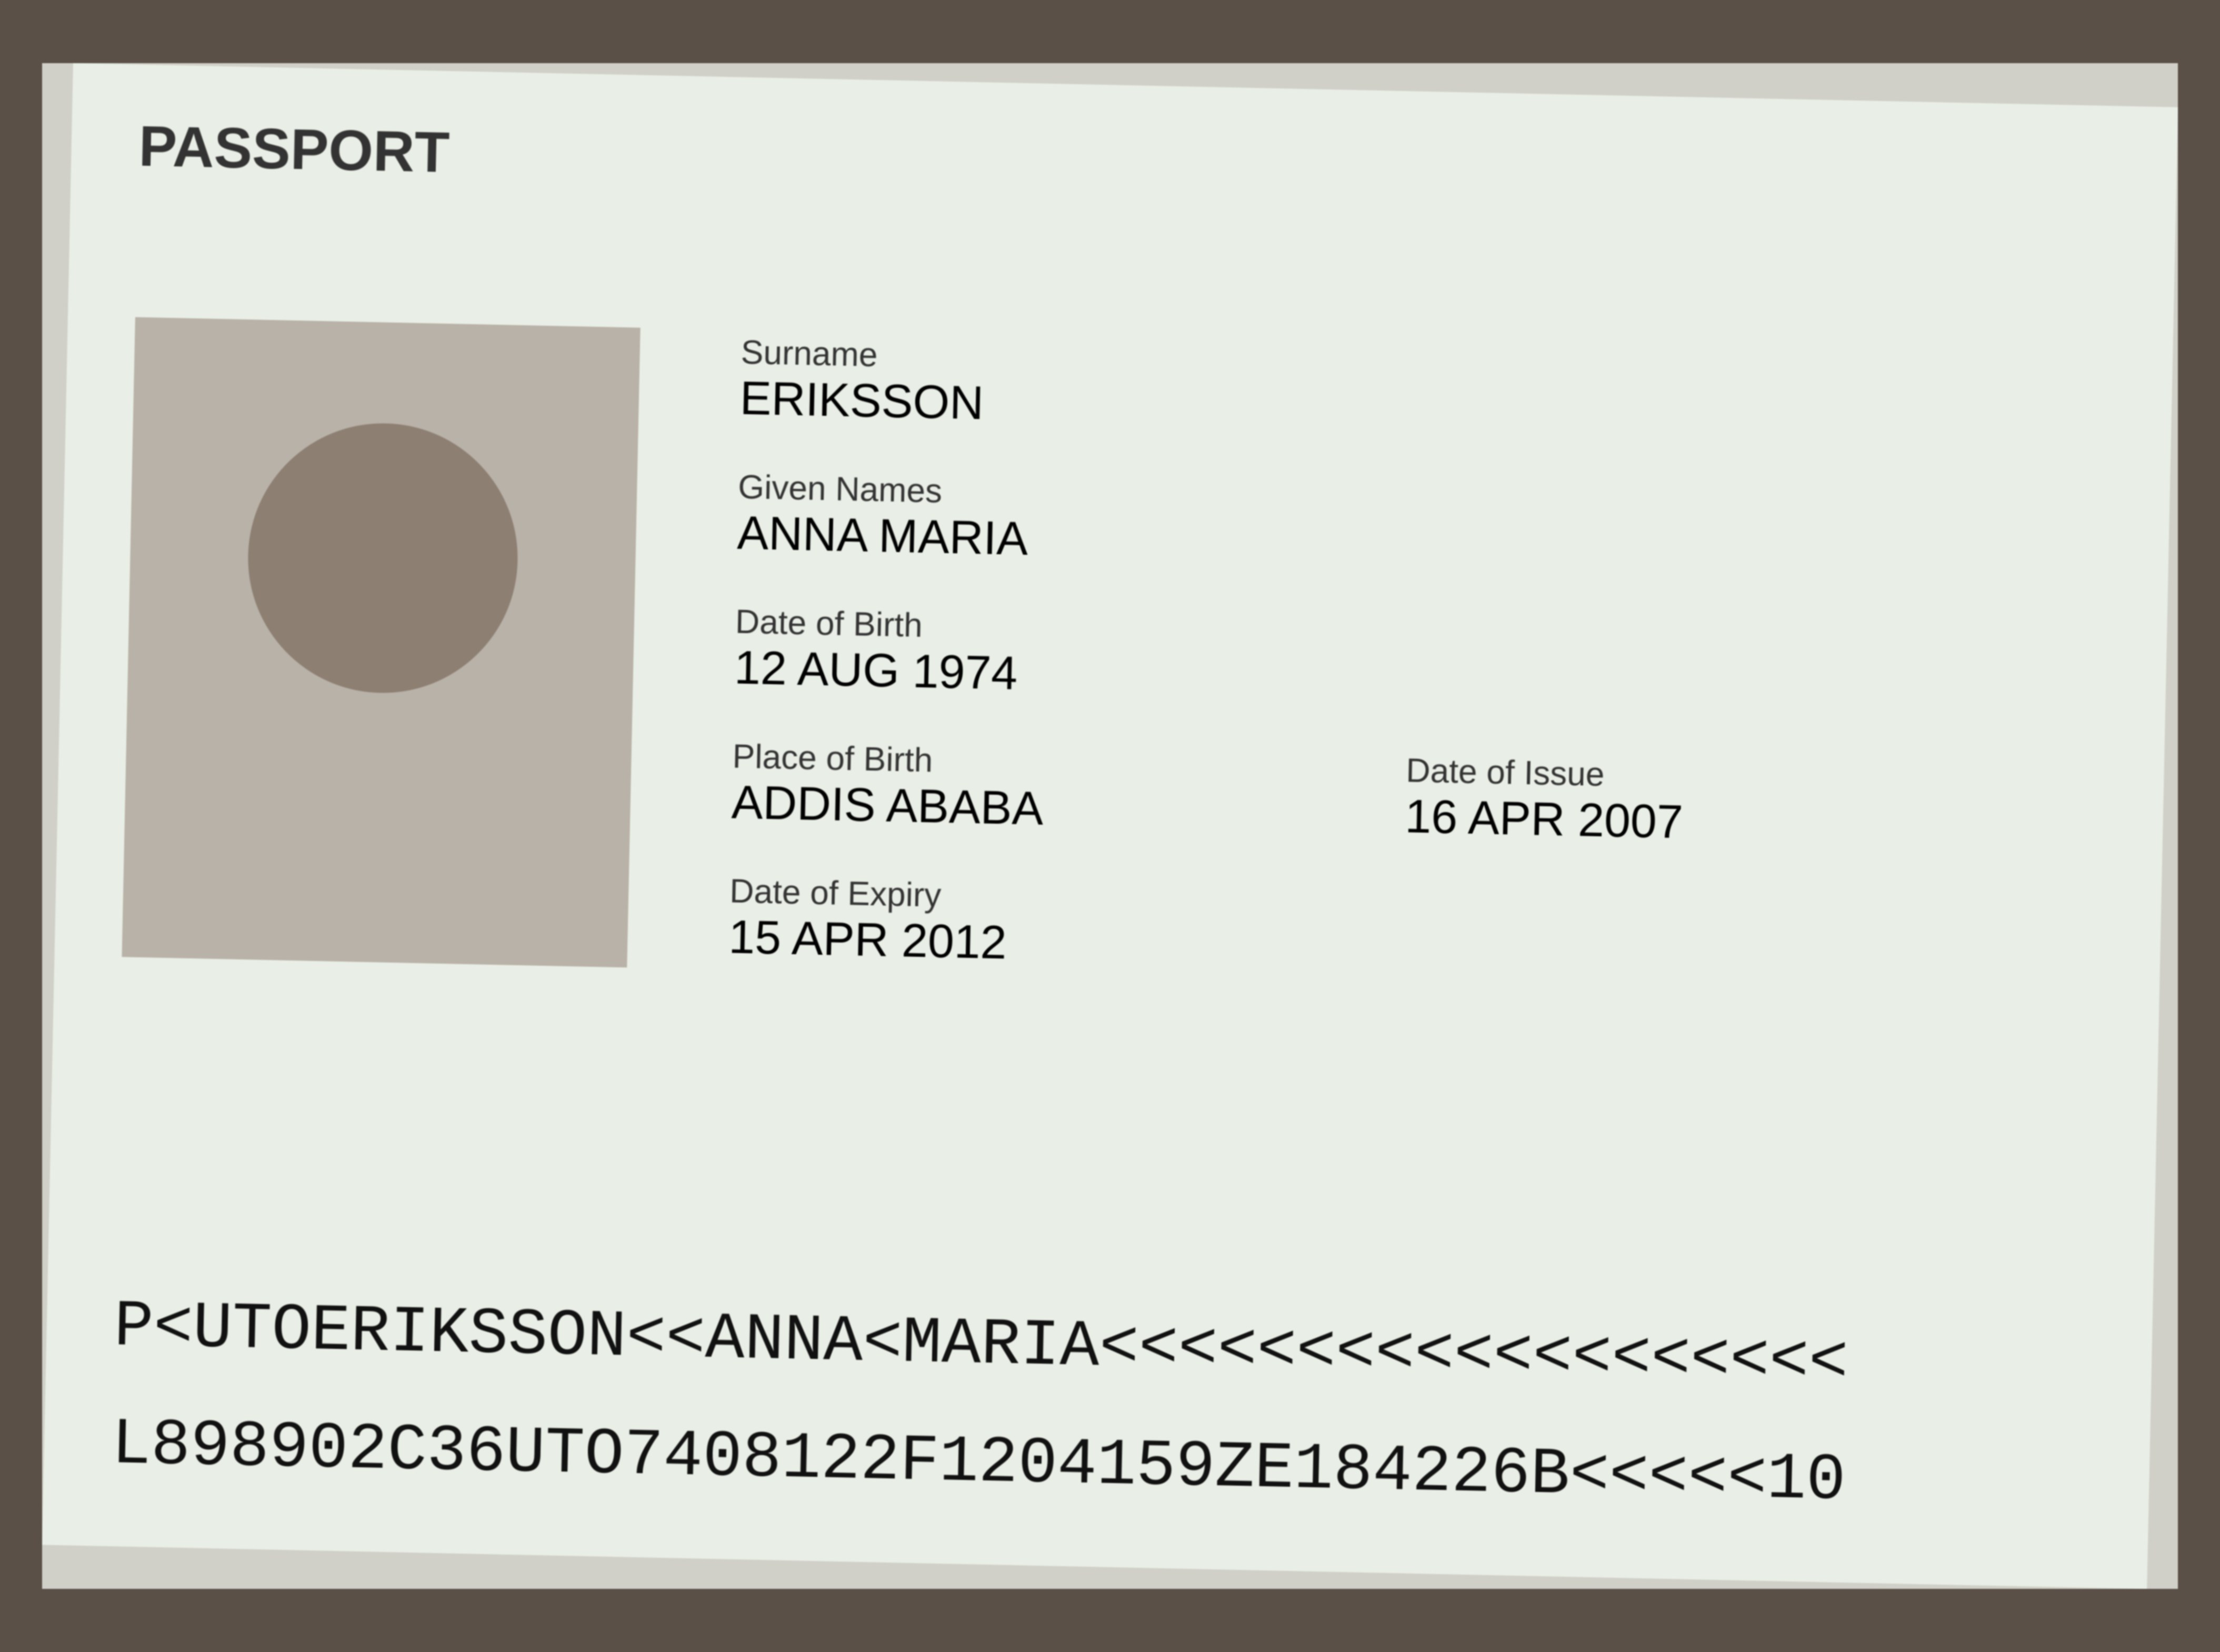 PASSPORT
Surname
ERIKSSON
Given Names
ANNA MARIA
Date of Birth
12 AUG 1974
Place of Birth
ADDIS ABABA
Date of Issue
16 APR 2007
Date of Expiry
15 APR 2012
P<UTOERIKSSON<<ANNA<MARIA<<<<<<<<<<<<<<<<<<<
L898902C36UTO7408122F1204159ZE184226B<<<<<10